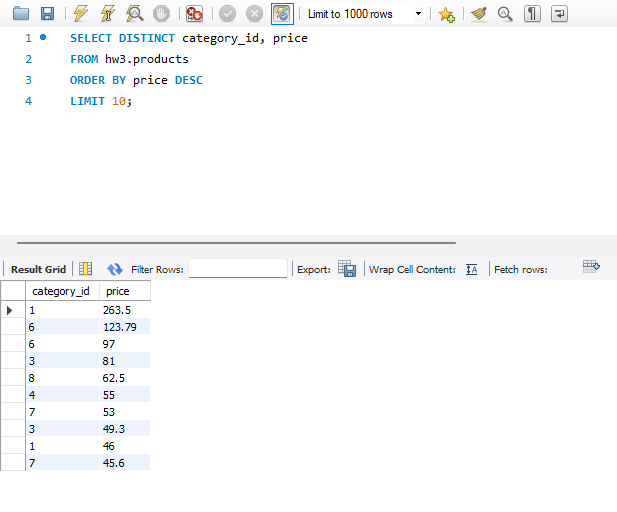 Limit to 1000 rows
1 SELECT DISTINCT category_id, price
2 FROM hw3.products
3 ORDER BY price DESC
4 LIMIT 10;
Result Grid Filter Rows: Export: Wrap Cell Content: IA Fetch rows:
category_id price
1 263.5
6 123.79
6 97
3 81
8 62.5
4 55
7 53
3 49.3
1 46
7 45.6